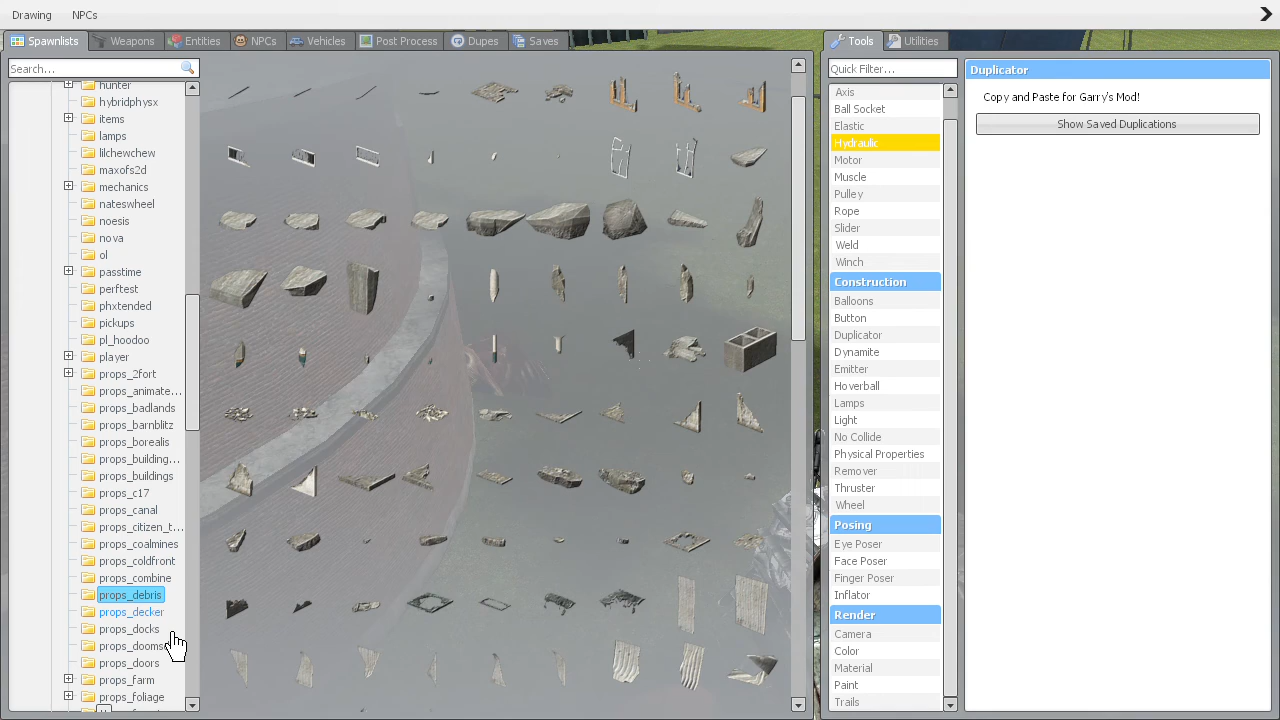 Drawing NPCs
Spawnlists Weapons Entities NPCs Vehicles Post Process Dupes Saves
Tools Utilities
Search...
hunter
hybridphysx
items
lamps
lilchewchew
maxofs2d
mechanics
nateswheel
noesis
nova
ol
passtime
perftest
phxtended
pickups
pl_hoodoo
player
props_2fort
props_animate...
props_badlands
props_barnblitz
props_borealis
props_building...
props_buildings
props_c17
props_canal
props_citizen_t...
props_coalmines
props_coldfr0nt
props_combine
props_debris
props_decker
props_docks
props_dooms
props_doors
props_farm
props_foliage
Quick Filter...
Axis
Ball Socket
Elastic
Hydraulic
Motor
Muscle
Pulley
Rope
Slider
Weld
Winch
Construction
Balloons
Button
Duplicator
Dynamite
Emitter
Hoverball
Lamps
Light
No Collide
Physical Properties
Remover
Thruster
Wheel
Posing
Eye Poser
Face Poser
Finger Poser
Inflator
Render
Camera
Color
Material
Paint
Trails
Duplicator
Copy and Paste for Garry's Mod!
Show Saved Duplications